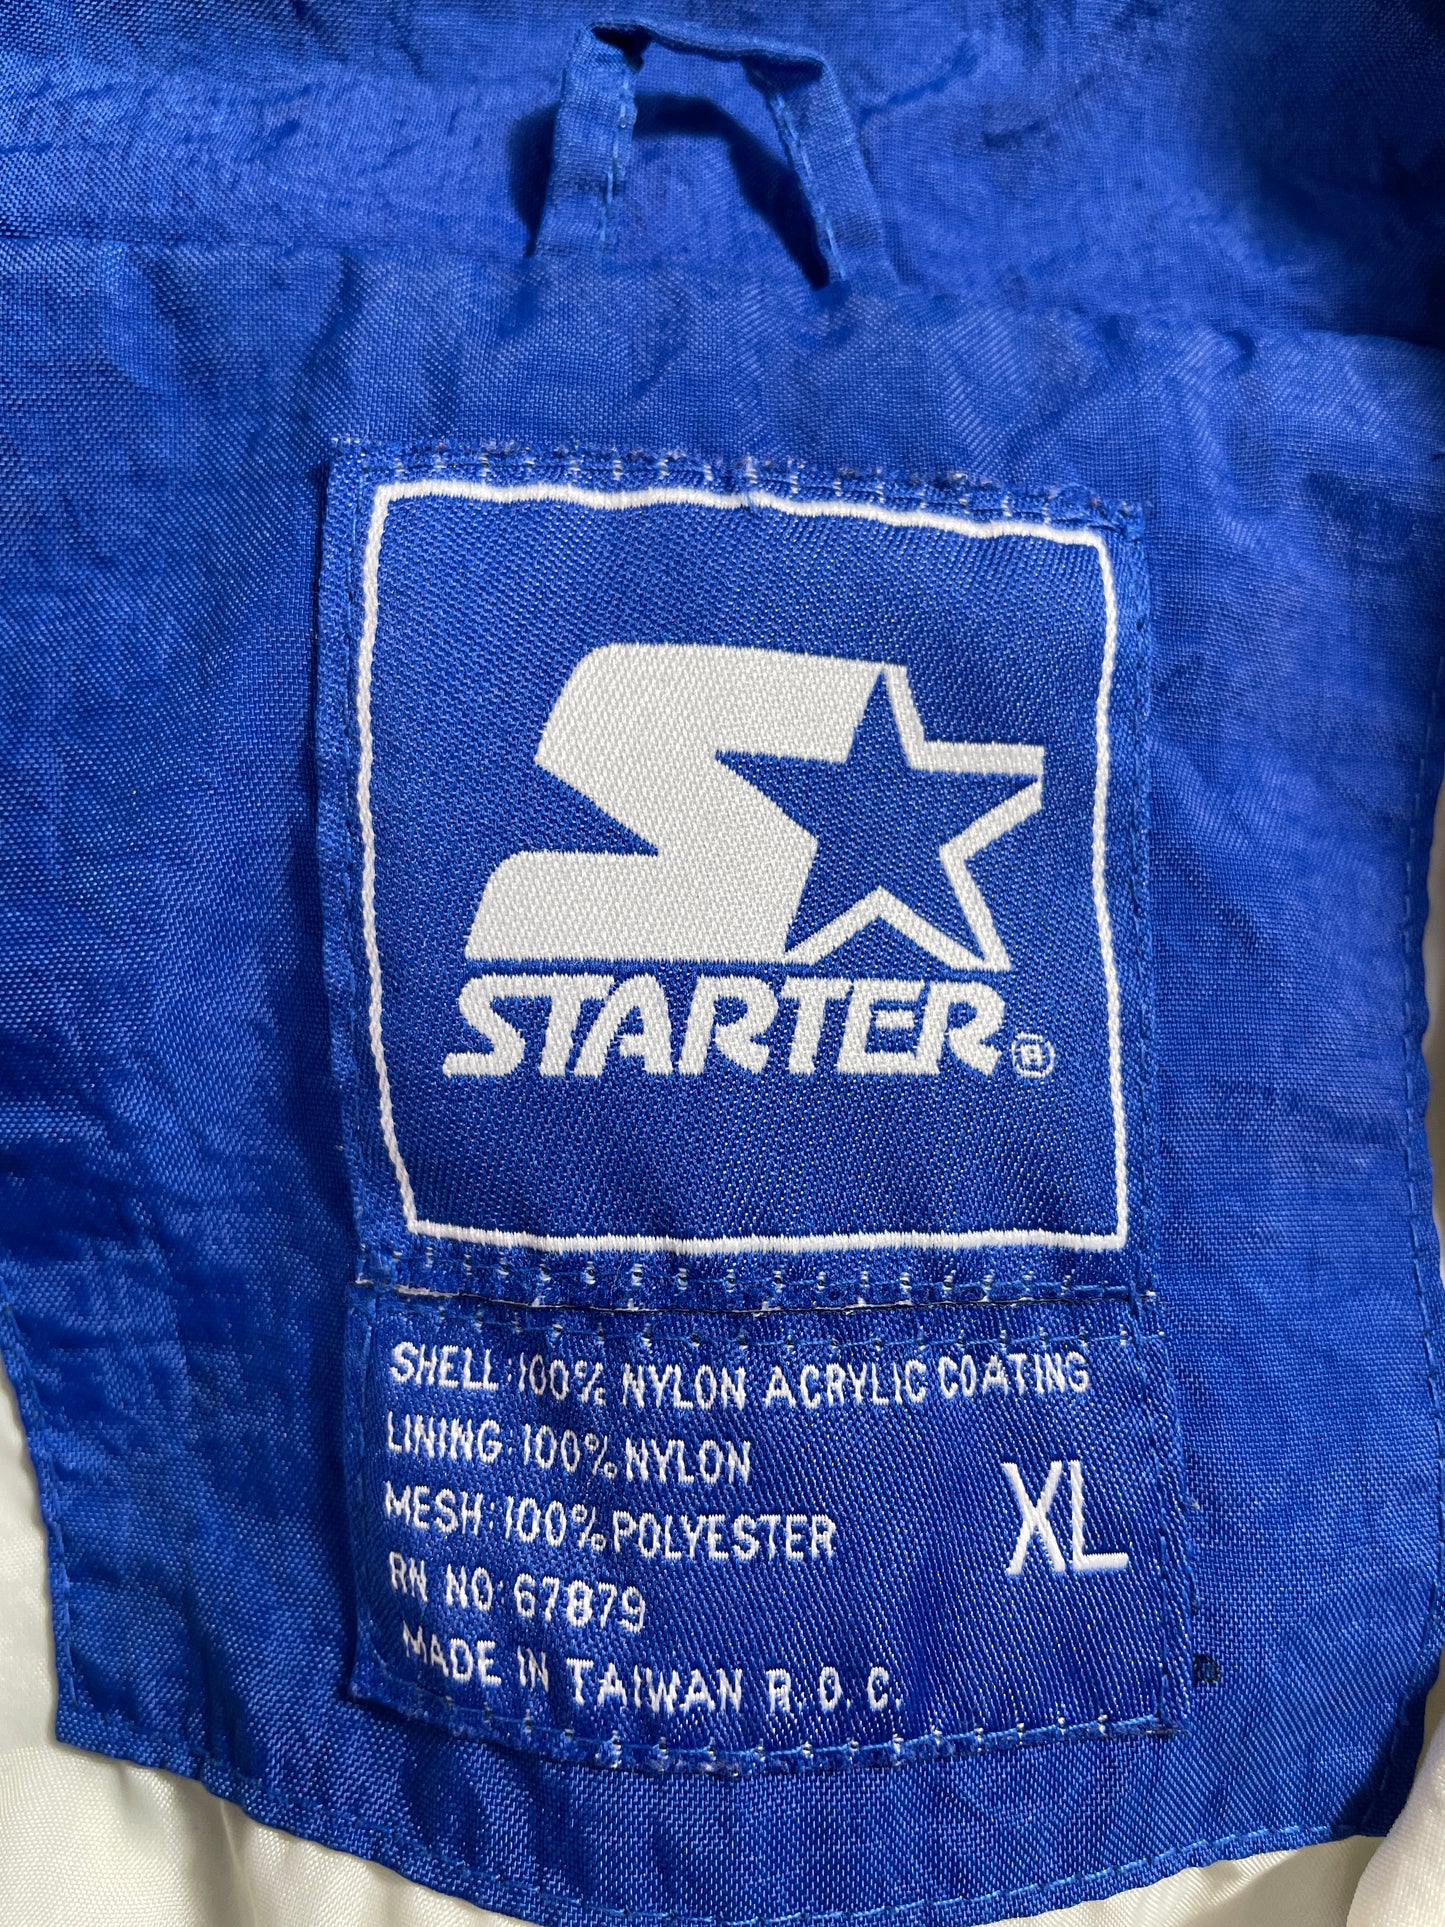 STARTER®
SHELL:100% NYLON ACRYLIC COATING
LINING:100% NYLON
MESH:100% POLYESTER
XL
RN NO:67879
MADE IN TAIWAN R.O.C.